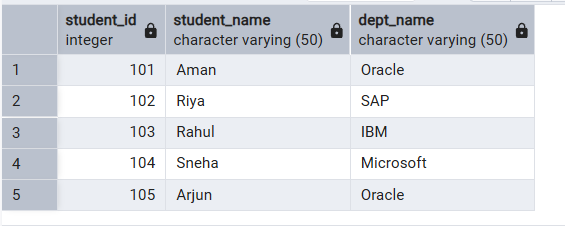 student_id student_name dept_name
integer character varying (50) character varying (50)
1 101 Aman Oracle
2 102 Riya SAP
3 103 Rahul IBM
4 104 Sneha Microsoft
5 105 Arjun Oracle